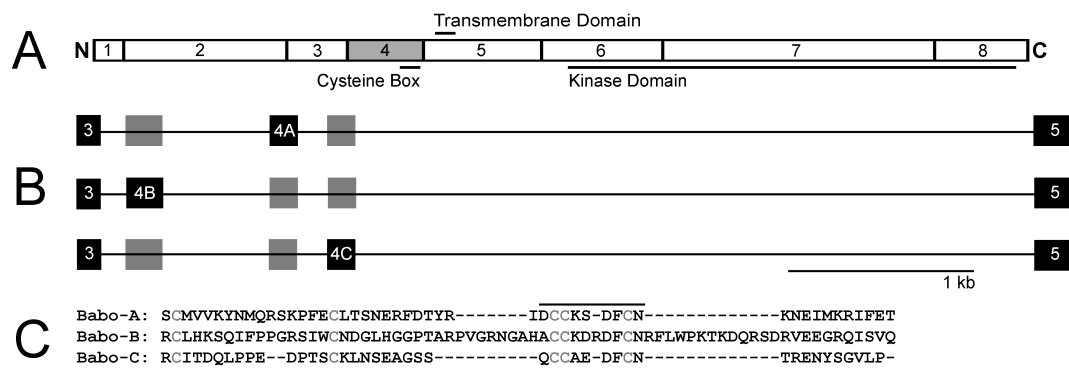 A
Transmembrane Domain
N 1 2 3 4 5 6 7 8 C
Cysteine Box Kinase Domain
B
3 4A 5
3 4B 5
3 4C 5
1 kb
C
Babo-A: SCMVVKYNMQRSKPFECLTSNERFDTYR-------IDCCKS-DFCN--------------KNEIMKRIFET
Babo-B: RCLHKSQIFPPGRSIWCNDGLHGGPTARPVGRNGAHACCKDRDFCNRFLWPKTKDQRSDRVEEGRQISVQ
Babo-C: RCITDQLPPE--DPTSCKLNSEAGSS---------QCCAE-DFCN--------------TRENYSGVLP-